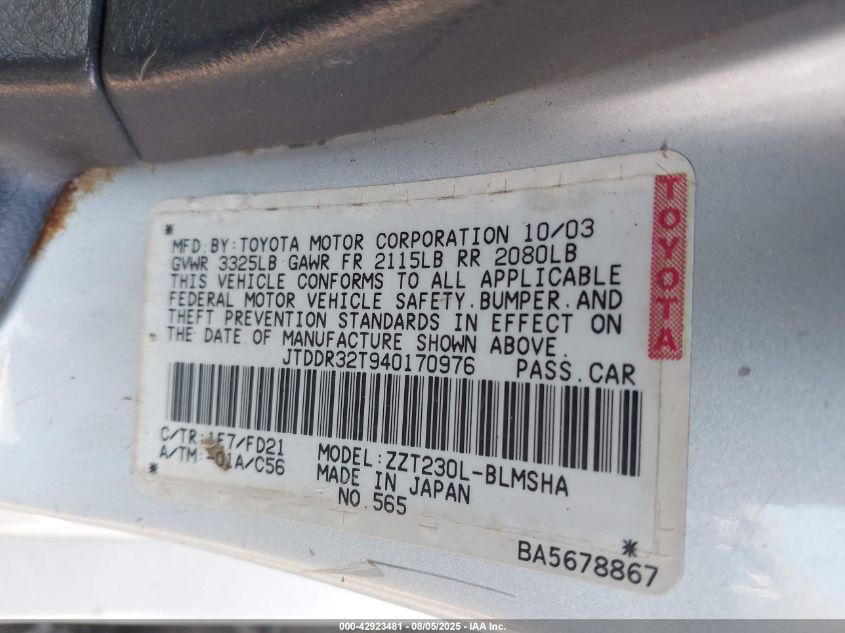 *
MFD.BY:TOYOTA MOTOR CORPORATION 10/03
GVWR 3325LB GAWR FR 2115LB RR 2080LB
THIS VEHICLE CONFORMS TO ALL APPLICABLE
FEDERAL MOTOR VEHICLE SAFETY.BUMPER.AND
THEFT PREVENTION STANDARDS IN EFFECT ON
THE DATE OF MANUFACTURE SHOWN ABOVE.
JTDDR32T940170976 PASS.CAR
C/TR:1F7/FD21
A/TM:-01A/C56
MODEL:ZZT230L-BLMSHA
MADE IN JAPAN
NO.565
*
*
BA5678867
TOYOTA
000-42923481 - 08/05/2025 - IAA Inc.